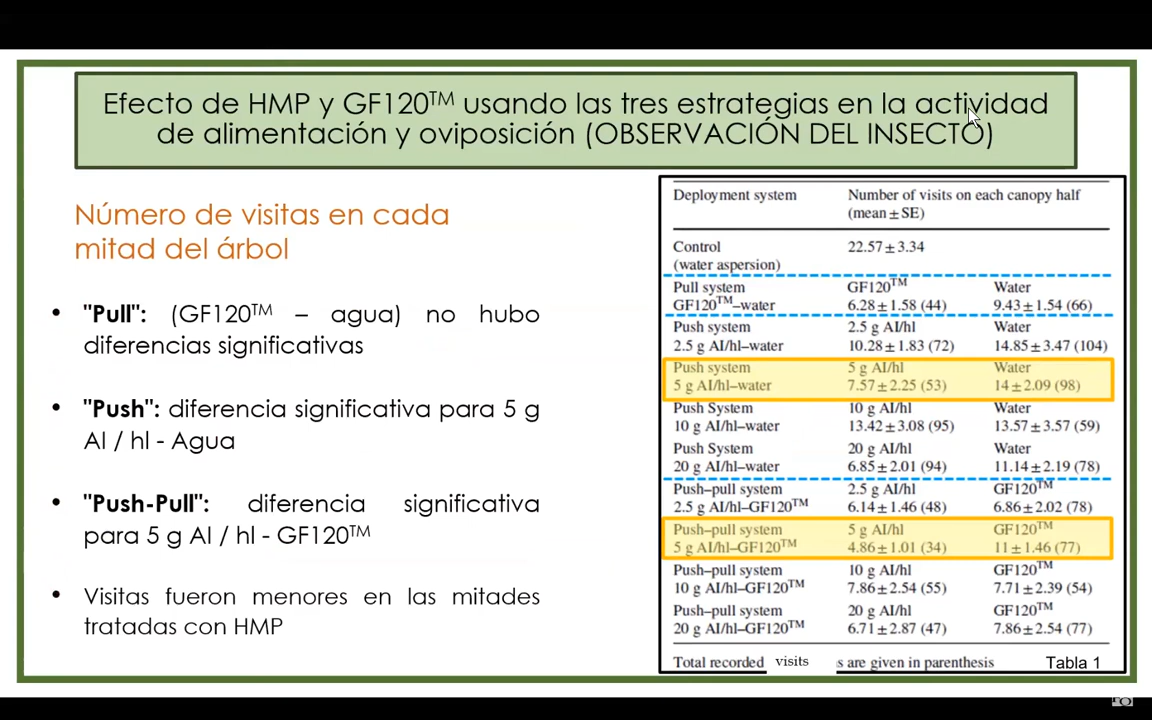 Efecto de HMP y GF120TM usando las tres estrategias en la actividad
de alimentación y oviposición (OBSERVACIÓN DEL INSECTO)
Número de visitas en cada
mitad del árbol
• "Pull": (GF120TM – agua) no hubo
diferencias significativas
• "Push": diferencia significativa para 5 g
AI / hl - Agua
• "Push-Pull": diferencia significativa
para 5 g AI / hl - GF120TM
• Visitas fueron menores en las mitades
tratadas con HMP
Deployment system Number of visits on each canopy half
(mean ± SE)
Control 22.57 ± 3.34
(water aspersion)
Pull system GF120TM Water
GF120TM–water 6.28 ± 1.58 (44) 9.43 ± 1.54 (66)
Push system 2.5 g AI/hl Water
2.5 g AI/hl–water 10.28 ± 1.83 (72) 14.85 ± 3.47 (104)
Push system 5 g AI/hl Water
5 g AI/hl–water 7.57 ± 2.25 (53) 14 ± 2.09 (98)
Push System 10 g AI/hl Water
10 g AI/hl–water 13.42 ± 3.08 (95) 13.57 ± 3.57 (59)
Push System 20 g AI/hl Water
20 g AI/hl–water 6.85 ± 2.01 (94) 11.14 ± 2.19 (78)
Push–pull system 2.5 g AI/hl GF120TM
2.5 g AI/hl–GF120TM 6.14 ± 1.46 (48) 6.86 ± 2.02 (78)
Push–pull system 5 g AI/hl GF120TM
5 g AI/hl–GF120TM 4.86 ± 1.01 (34) 11 ± 1.46 (77)
Push–pull system 10 g AI/hl GF120TM
10 g AI/hl–GF120TM 7.86 ± 2.54 (55) 7.71 ± 2.39 (54)
Push–pull system 20 g AI/hl GF120TM
20 g AI/hl–GF120TM 6.71 ± 2.87 (47) 7.86 ± 2.54 (77)
Total recorded visits s are given in parenthesis Tabla 1